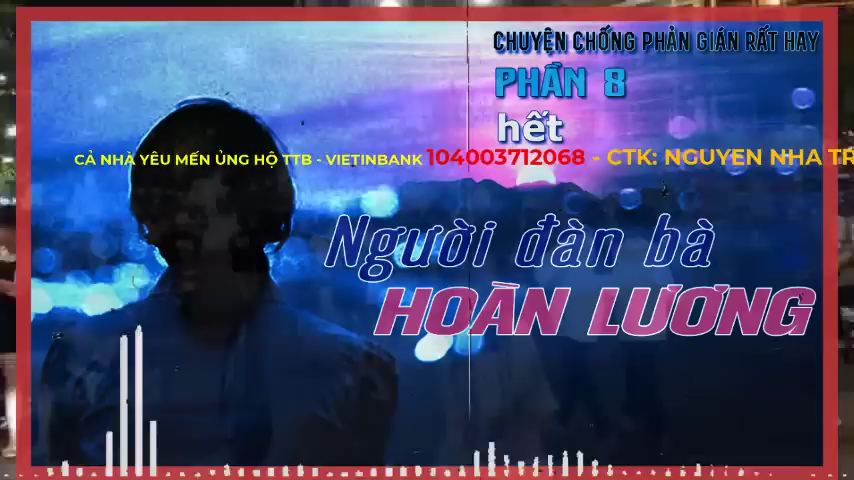 CHUYỆN CHỐNG PHẢN GIÁN RẤT HAY
PHẦN 8
hết
CẢ NHÀ YÊU MẾN ỦNG HỘ TTB - VIETINBANK 104003712068 - CTK: NGUYEN NHA TR
Người đàn bà
HOÀN LƯƠNG